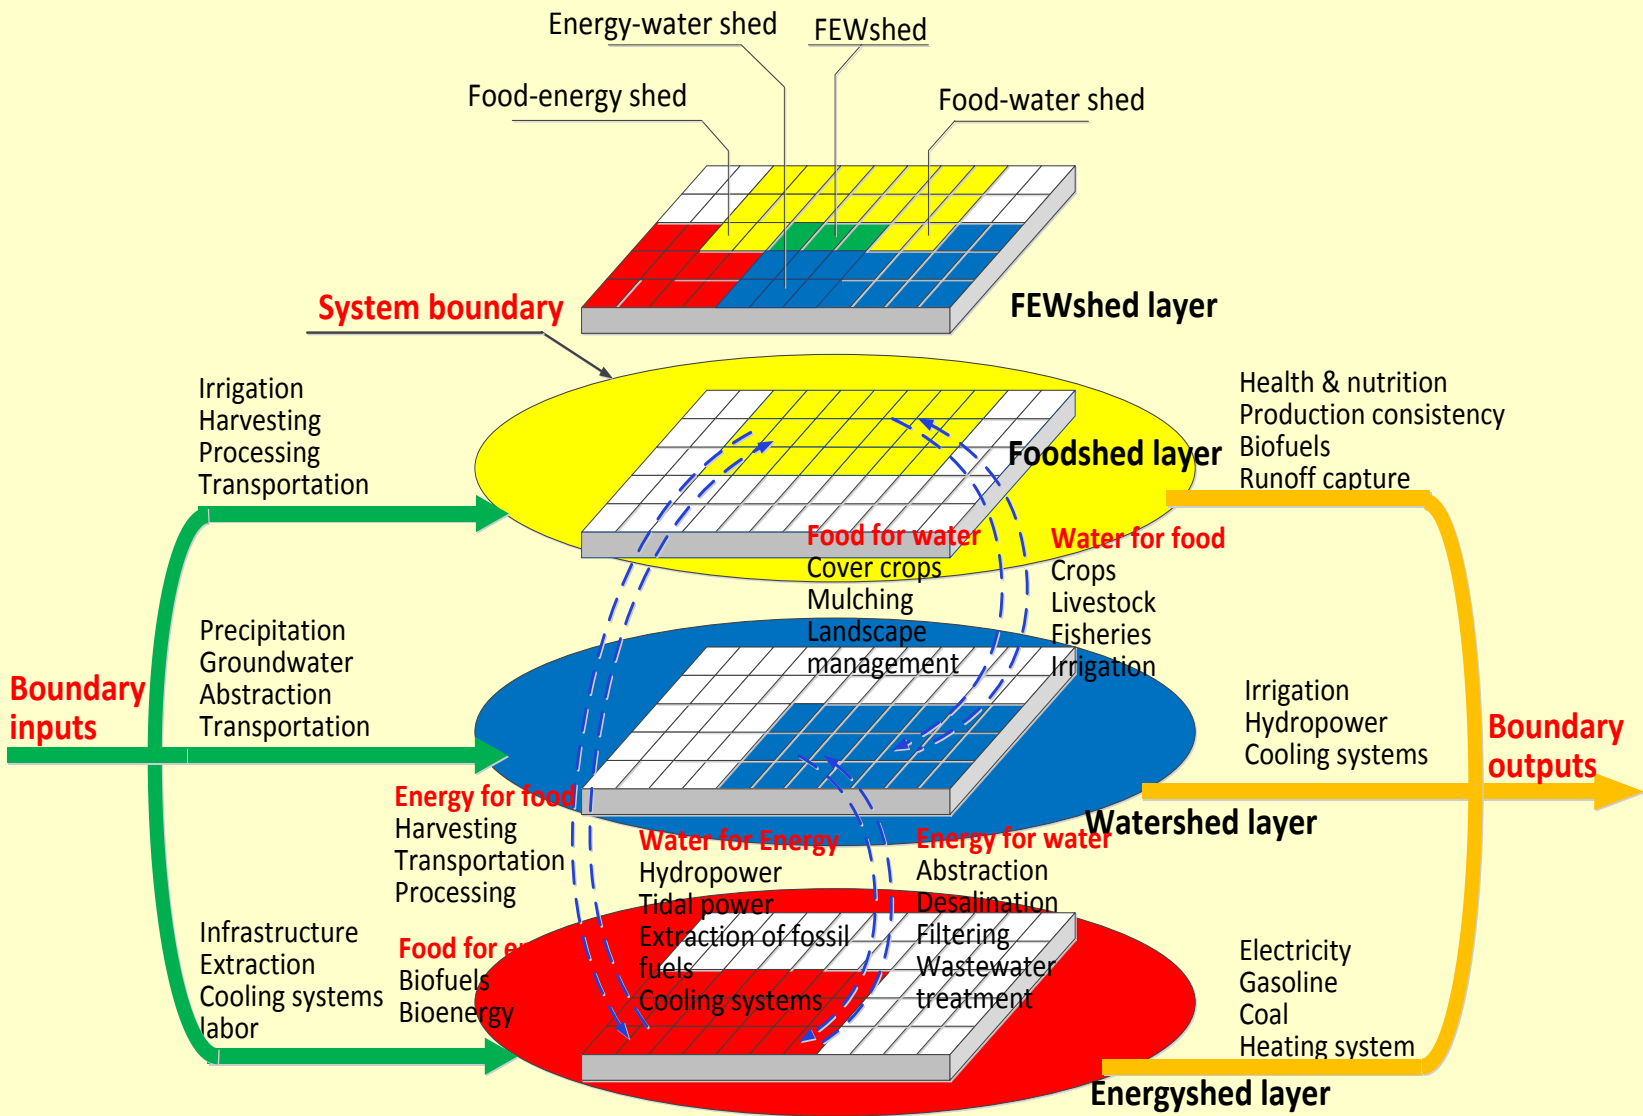 Energy-water shed
FEWshed
Food-energy shed
Food-water shed
System boundary
FEWshed layer
Irrigation
Harvesting
Processing
Transportation
Health & nutrition
Production consistency
Biofuels
Runoff capture
Foodshed layer
Food for water
Cover crops
Mulching
Landscape
management
Water for food
Crops
Livestock
Fisheries
Irrigation
Precipitation
Groundwater
Abstraction
Transportation
Boundary
inputs
Irrigation
Hydropower
Cooling systems
Boundary
outputs
Watershed layer
Energy for food
Harvesting
Transportation
Processing
Water for Energy
Hydropower
Tidal power
Extraction of fossil
fuels
Cooling systems
Energy for water
Abstraction
Desalination
Filtering
Wastewater
treatment
Infrastructure
Extraction
Cooling systems
labor
Food for
Biofuels
Bioenergy
Electricity
Gasoline
Coal
Heating system
Energyshed layer